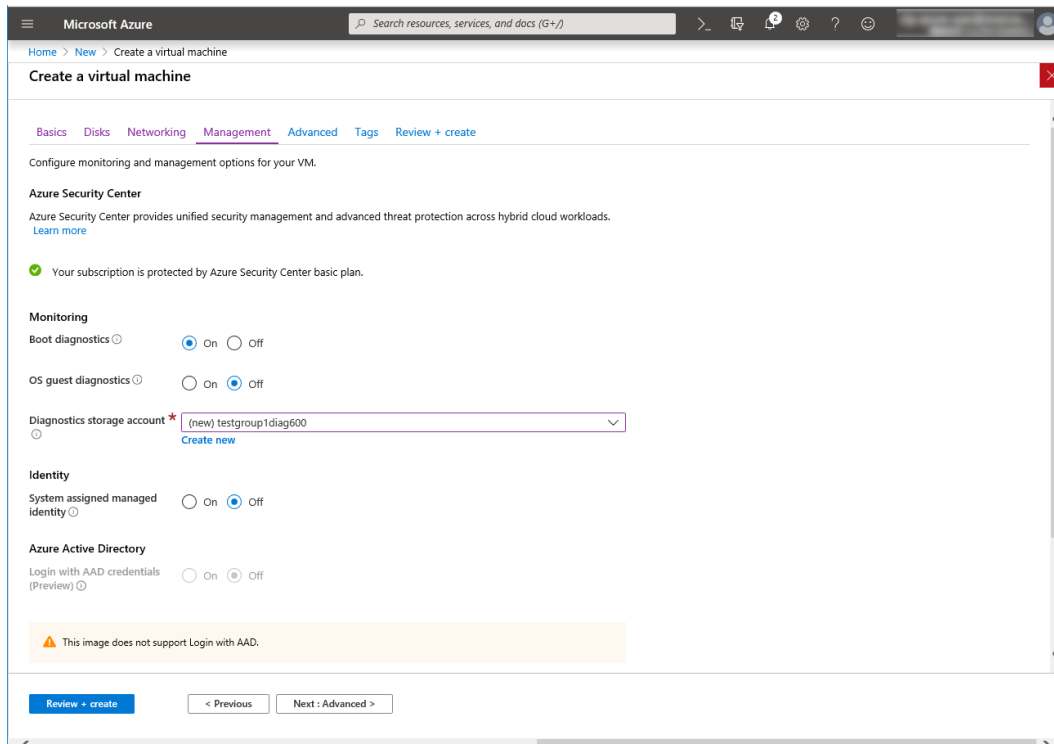 Microsoft Azure
Search resources, services, and docs (G+/)
2
Home > New > Create a virtual machine
Create a virtual machine
Basics Disks Networking Management Advanced Tags Review + create
Configure monitoring and management options for your VM.
Azure Security Center
Azure Security Center provides unified security management and advanced threat protection across hybrid cloud workloads.
Learn more
Your subscription is protected by Azure Security Center basic plan.
Monitoring
Boot diagnostics On Off
OS guest diagnostics On Off
Diagnostics storage account * (new) testgroup1diag600
Create new
Identity
System assigned managed
identity On Off
Azure Active Directory
Login with AAD credentials
(Preview) On Off
This image does not support Login with AAD.
Review + create < Previous Next : Advanced >